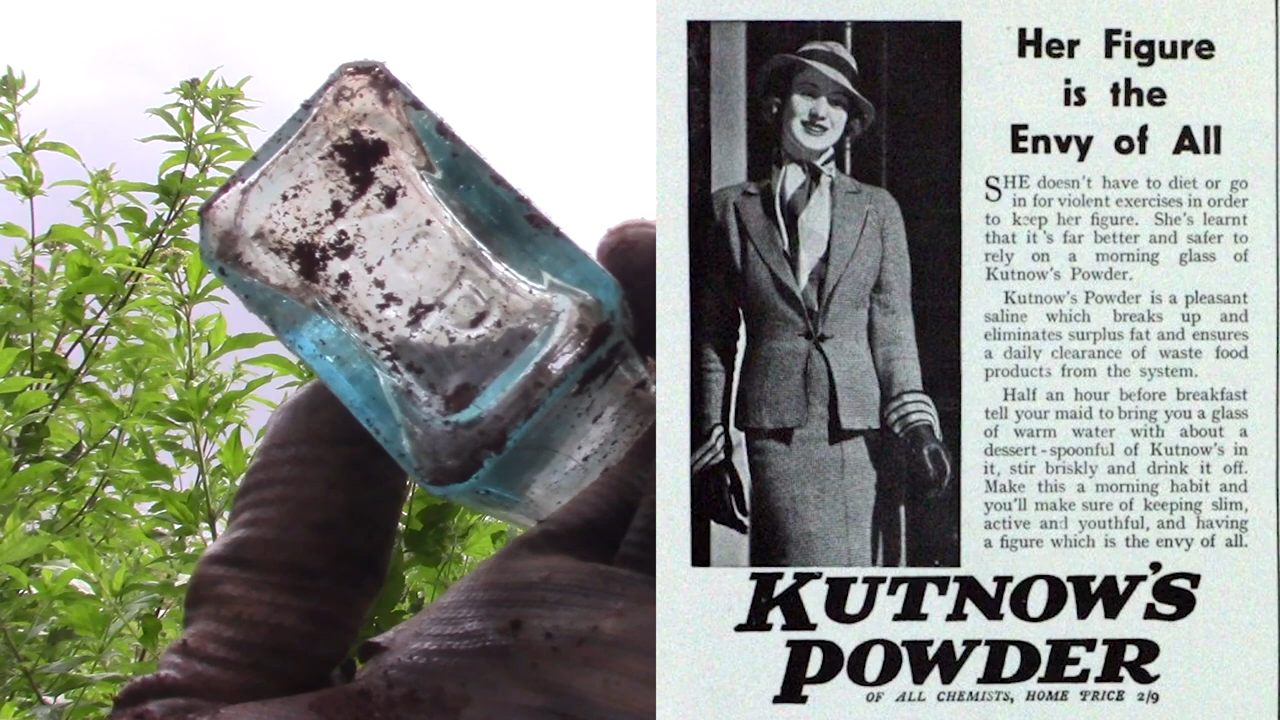 Her Figure
is the
Envy of All
SHE doesn't have to diet or go
in for violent exercises in order
to keep her figure. She's learnt
that it's far better and safer to
rely on a morning glass of
Kutnow's Powder.
Kutnow's Powder is a pleasant
saline which breaks up and
eliminates surplus fat and ensures
a daily clearance of waste food
products from the system.
Half an hour before breakfast
tell your maid to bring you a glass
of warm water with about a
dessert-spoonful of Kutnow's in
it, stir briskly and drink it off.
Make this a morning habit and
you'll make sure of keeping slim,
active and youthful, and having
a figure which is the envy of all.
KUTNOW'S
POWDER
OF ALL CHEMISTS, HOME PRICE 2/9